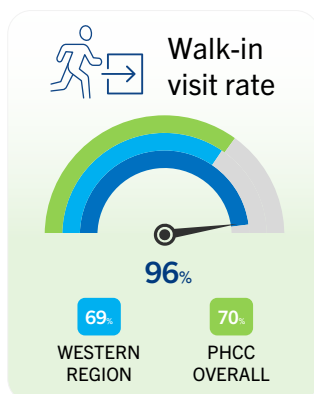 Walk-in
visit rate
96%
69%
70%
WESTERN
REGION
PHCC
OVERALL